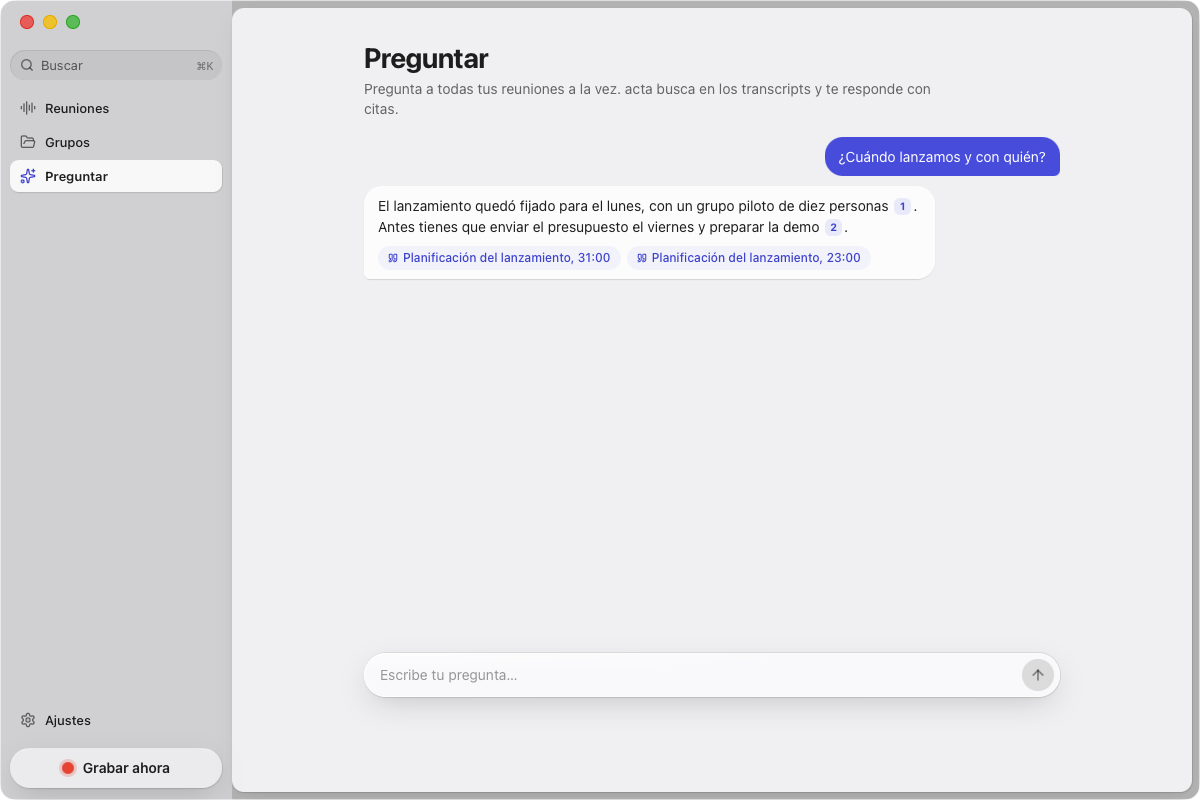 Buscar ⌘K
Reuniones
Grupos
Preguntar
Ajustes
Grabar ahora
Preguntar
Pregunta a todas tus reuniones a la vez. acta busca en los transcripts y te responde con
citas.
¿Cuándo lanzamos y con quién?
El lanzamiento quedó fijado para el lunes, con un grupo piloto de diez personas 1 .
Antes tienes que enviar el presupuesto el viernes y preparar la demo 2 .
Planificación del lanzamiento, 31:00 Planificación del lanzamiento, 23:00
Escribe tu pregunta...